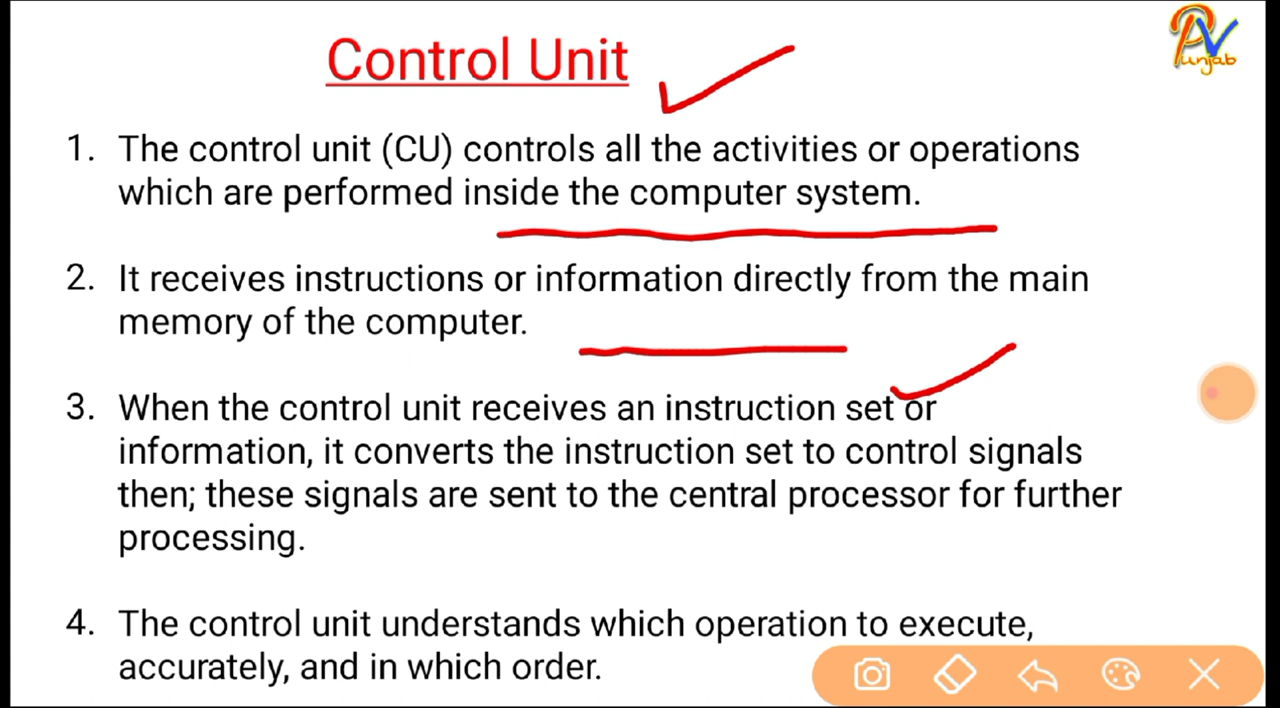 Control Unit
1. The control unit (CU) controls all the activities or operations
which are performed inside the computer system.
2. It receives instructions or information directly from the main
memory of the computer.
3. When the control unit receives an instruction set or
information, it converts the instruction set to control signals
then; these signals are sent to the central processor for further
processing.
4. The control unit understands which operation to execute,
accurately, and in which order.
PV
Punjab